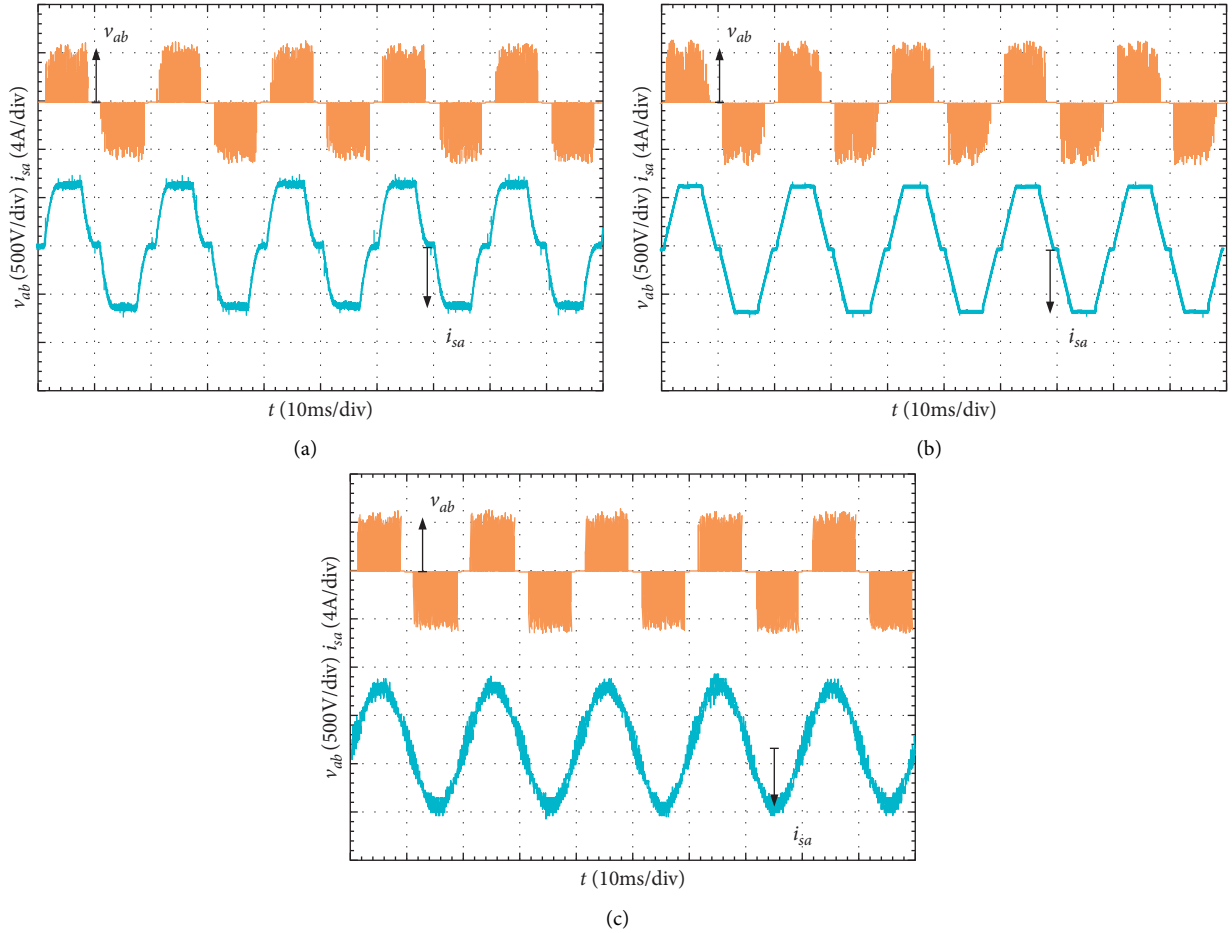 v_ab
v_ab (500V/div) i_sa (4A/div)
i_sa
t (10ms/div)
(a)
v_ab
v_ab (500V/div) i_sa (4A/div)
i_sa
t (10ms/div)
(b)
v_ab
v_ab (500V/div) i_sa (4A/div)
i_sa
t (10ms/div)
(c)